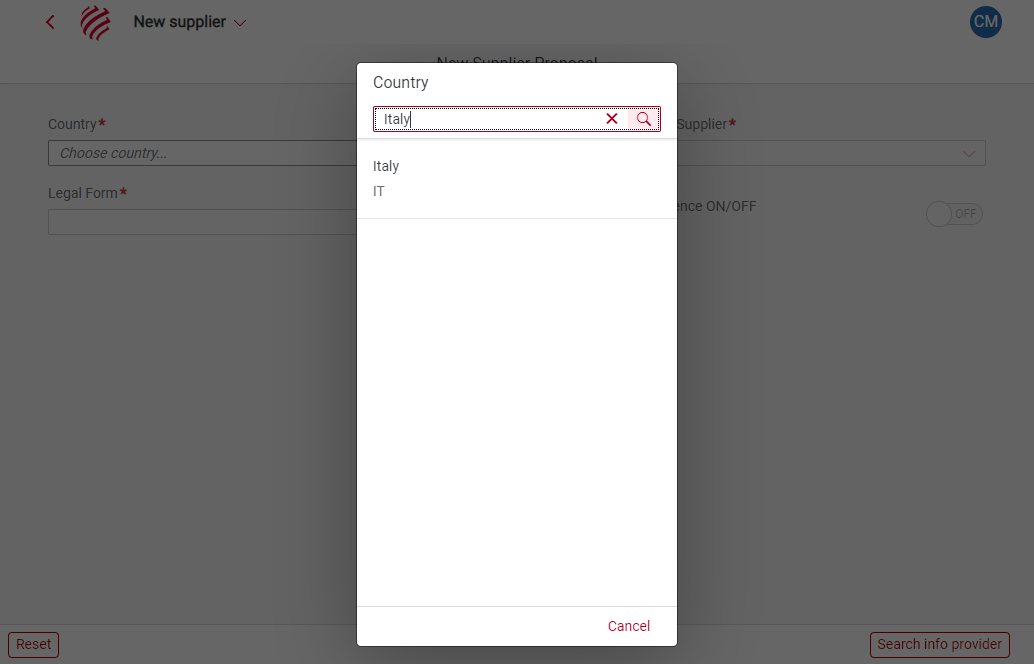 New supplier
CM
New Supplier Proposal
Country
Italy
Country*
Supplier*
Choose country...
Italy
IT
Legal Form*
ence ON/OFF
OFF
Cancel
Reset
Search info provider